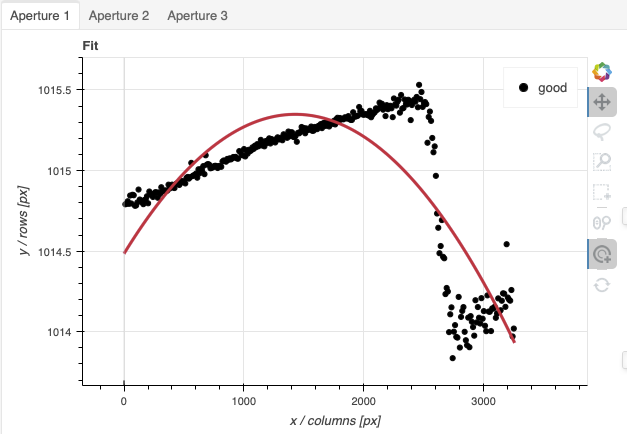 Aperture 1 Aperture 2 Aperture 3
Fit
good
1015.5
1015
1014.5
1014
y / rows [px]
0 1000 2000 3000
x / columns [px]